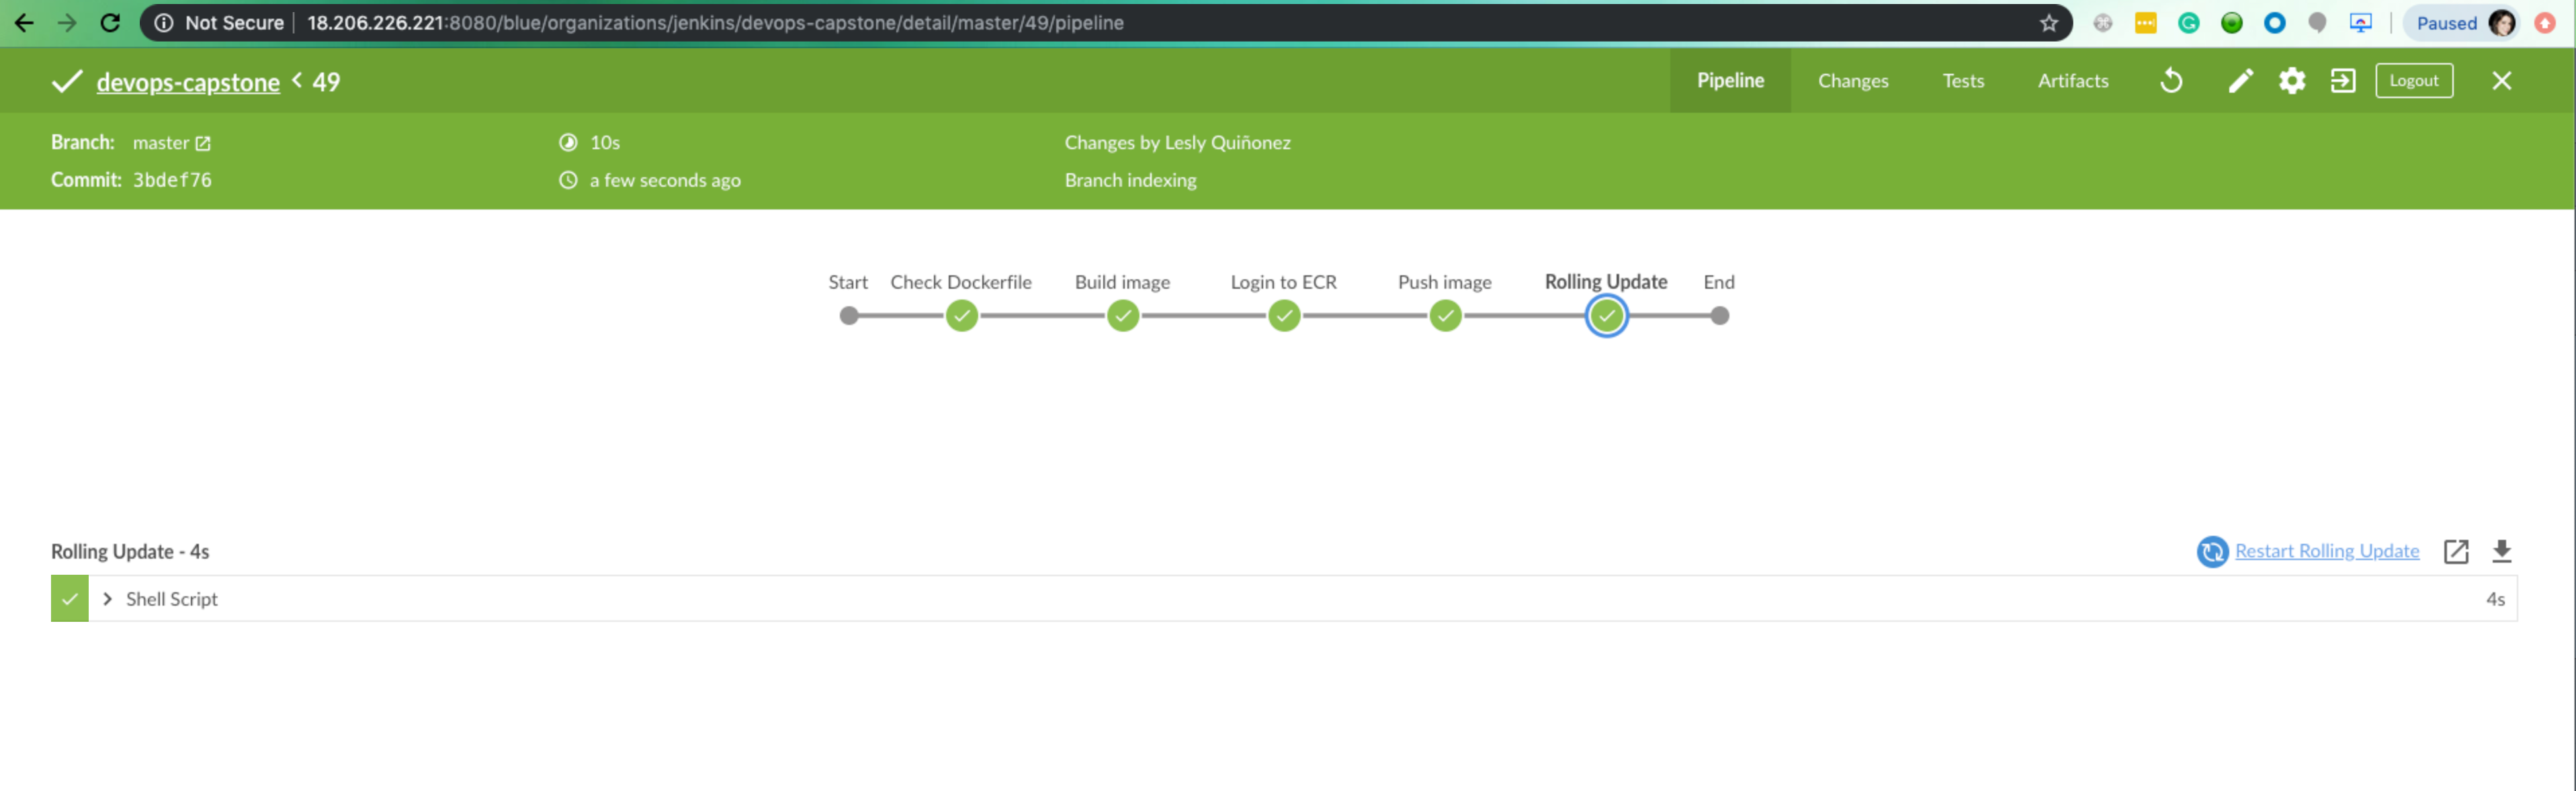 Not Secure | 18.206.226.221:8080/blue/organizations/jenkins/devops-capstone/detail/master/49/pipeline
Paused
devops-capstone < 49
Pipeline Changes Tests Artifacts Logout
Branch: master 10s Changes by Lesly Quiñonez
Commit: 3bdef76 a few seconds ago Branch indexing
Start Check Dockerfile Build image Login to ECR Push image Rolling Update End
Rolling Update - 4s Restart Rolling Update
Shell Script 4s